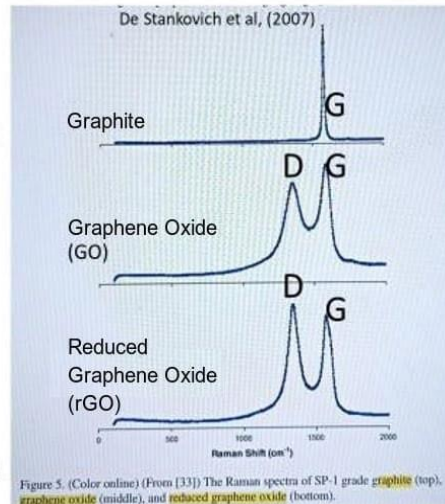 De Stankovich et al, (2007)
G
Graphite
D G
Graphene Oxide
(GO)
D
G
Reduced
Graphene Oxide
(rGO)
0 500 1000 1500 2000
Raman Shift (cm⁻¹)
Figure 5. (Color online) (From [33]) The Raman spectra of SP-1 grade graphite (top),
graphene oxide (middle), and reduced graphene oxide (bottom).